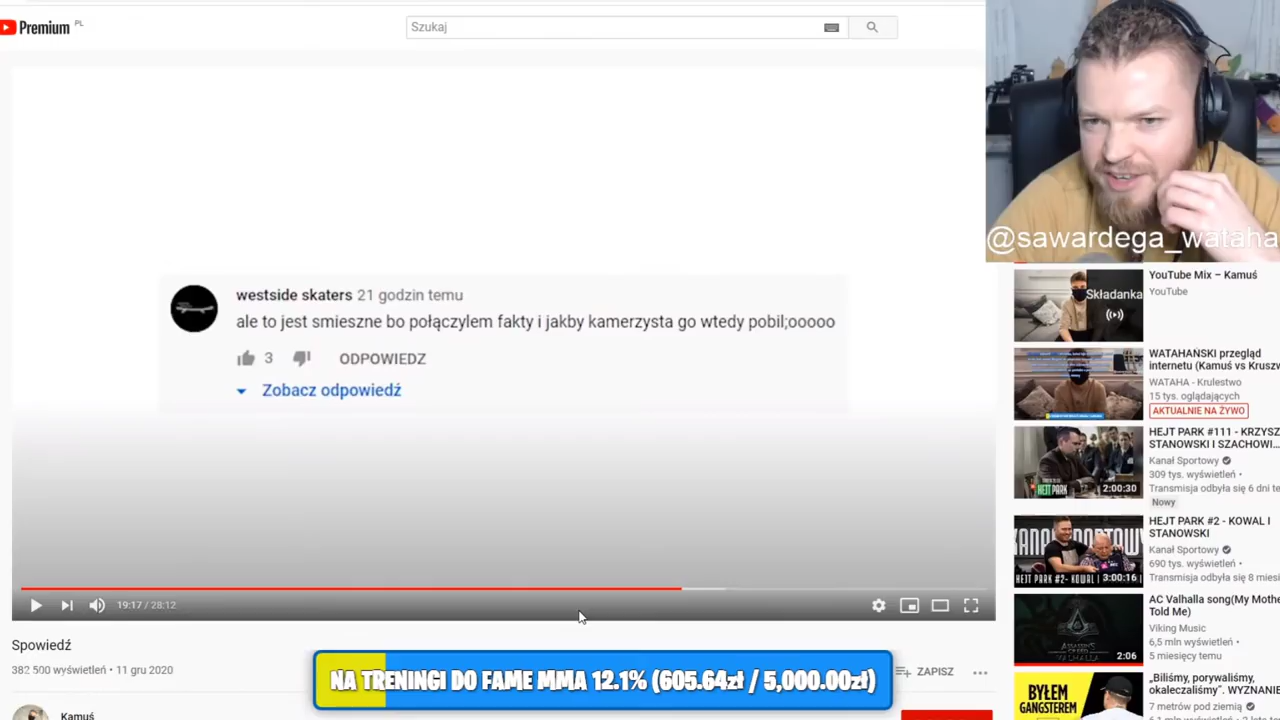 Premium PL
Szukaj
@sawardega_wataha
westside skaters 21 godzin temu
ale to jest smieszne bo połączylem fakty i jakby kamerzysta go wtedy pobil;ooooo
3 ODPOWIEDZ
Zobacz odpowiedź
19:17 / 28:12
Spowiedź
382 500 wyświetleń • 11 gru 2020
ZAPISZ
NA TRENINGI DO FAME MMA 12.1% (605.64zł / 5,000.00zł)
Kamuś
Składanka
YouTube Mix – Kamuś
YouTube
WATAHAŃSKI przegląd
internetu (Kamuś vs Kruszw
WATAHA - Krulestwo
15 tys. oglądających
AKTUALNIE NA ŻYWO
HEJT PARK
2:00:30
HEJT PARK #111 - KRZYSZ
STANOWSKI I SZACHOWI...
Kanał Sportowy
309 tys. wyświetleń •
Transmisja odbyła się 6 dni te
Nowy
HEJT PARK #2 - KOWAL I
3:00:16
HEJT PARK #2 - KOWAL I
STANOWSKI
Kanał Sportowy
690 tys. wyświetleń •
Transmisja odbyła się 8 miesi
2:06
AC Valhalla song(My Mothe
Told Me)
Viking Music
6,5 mln wyświetleń •
5 miesięcy temu
BYŁEM
GANGSTEREM
„Biliśmy, porywaliśmy,
okaleczaliśmy". WYZNANIE
7 metrów pod ziemią